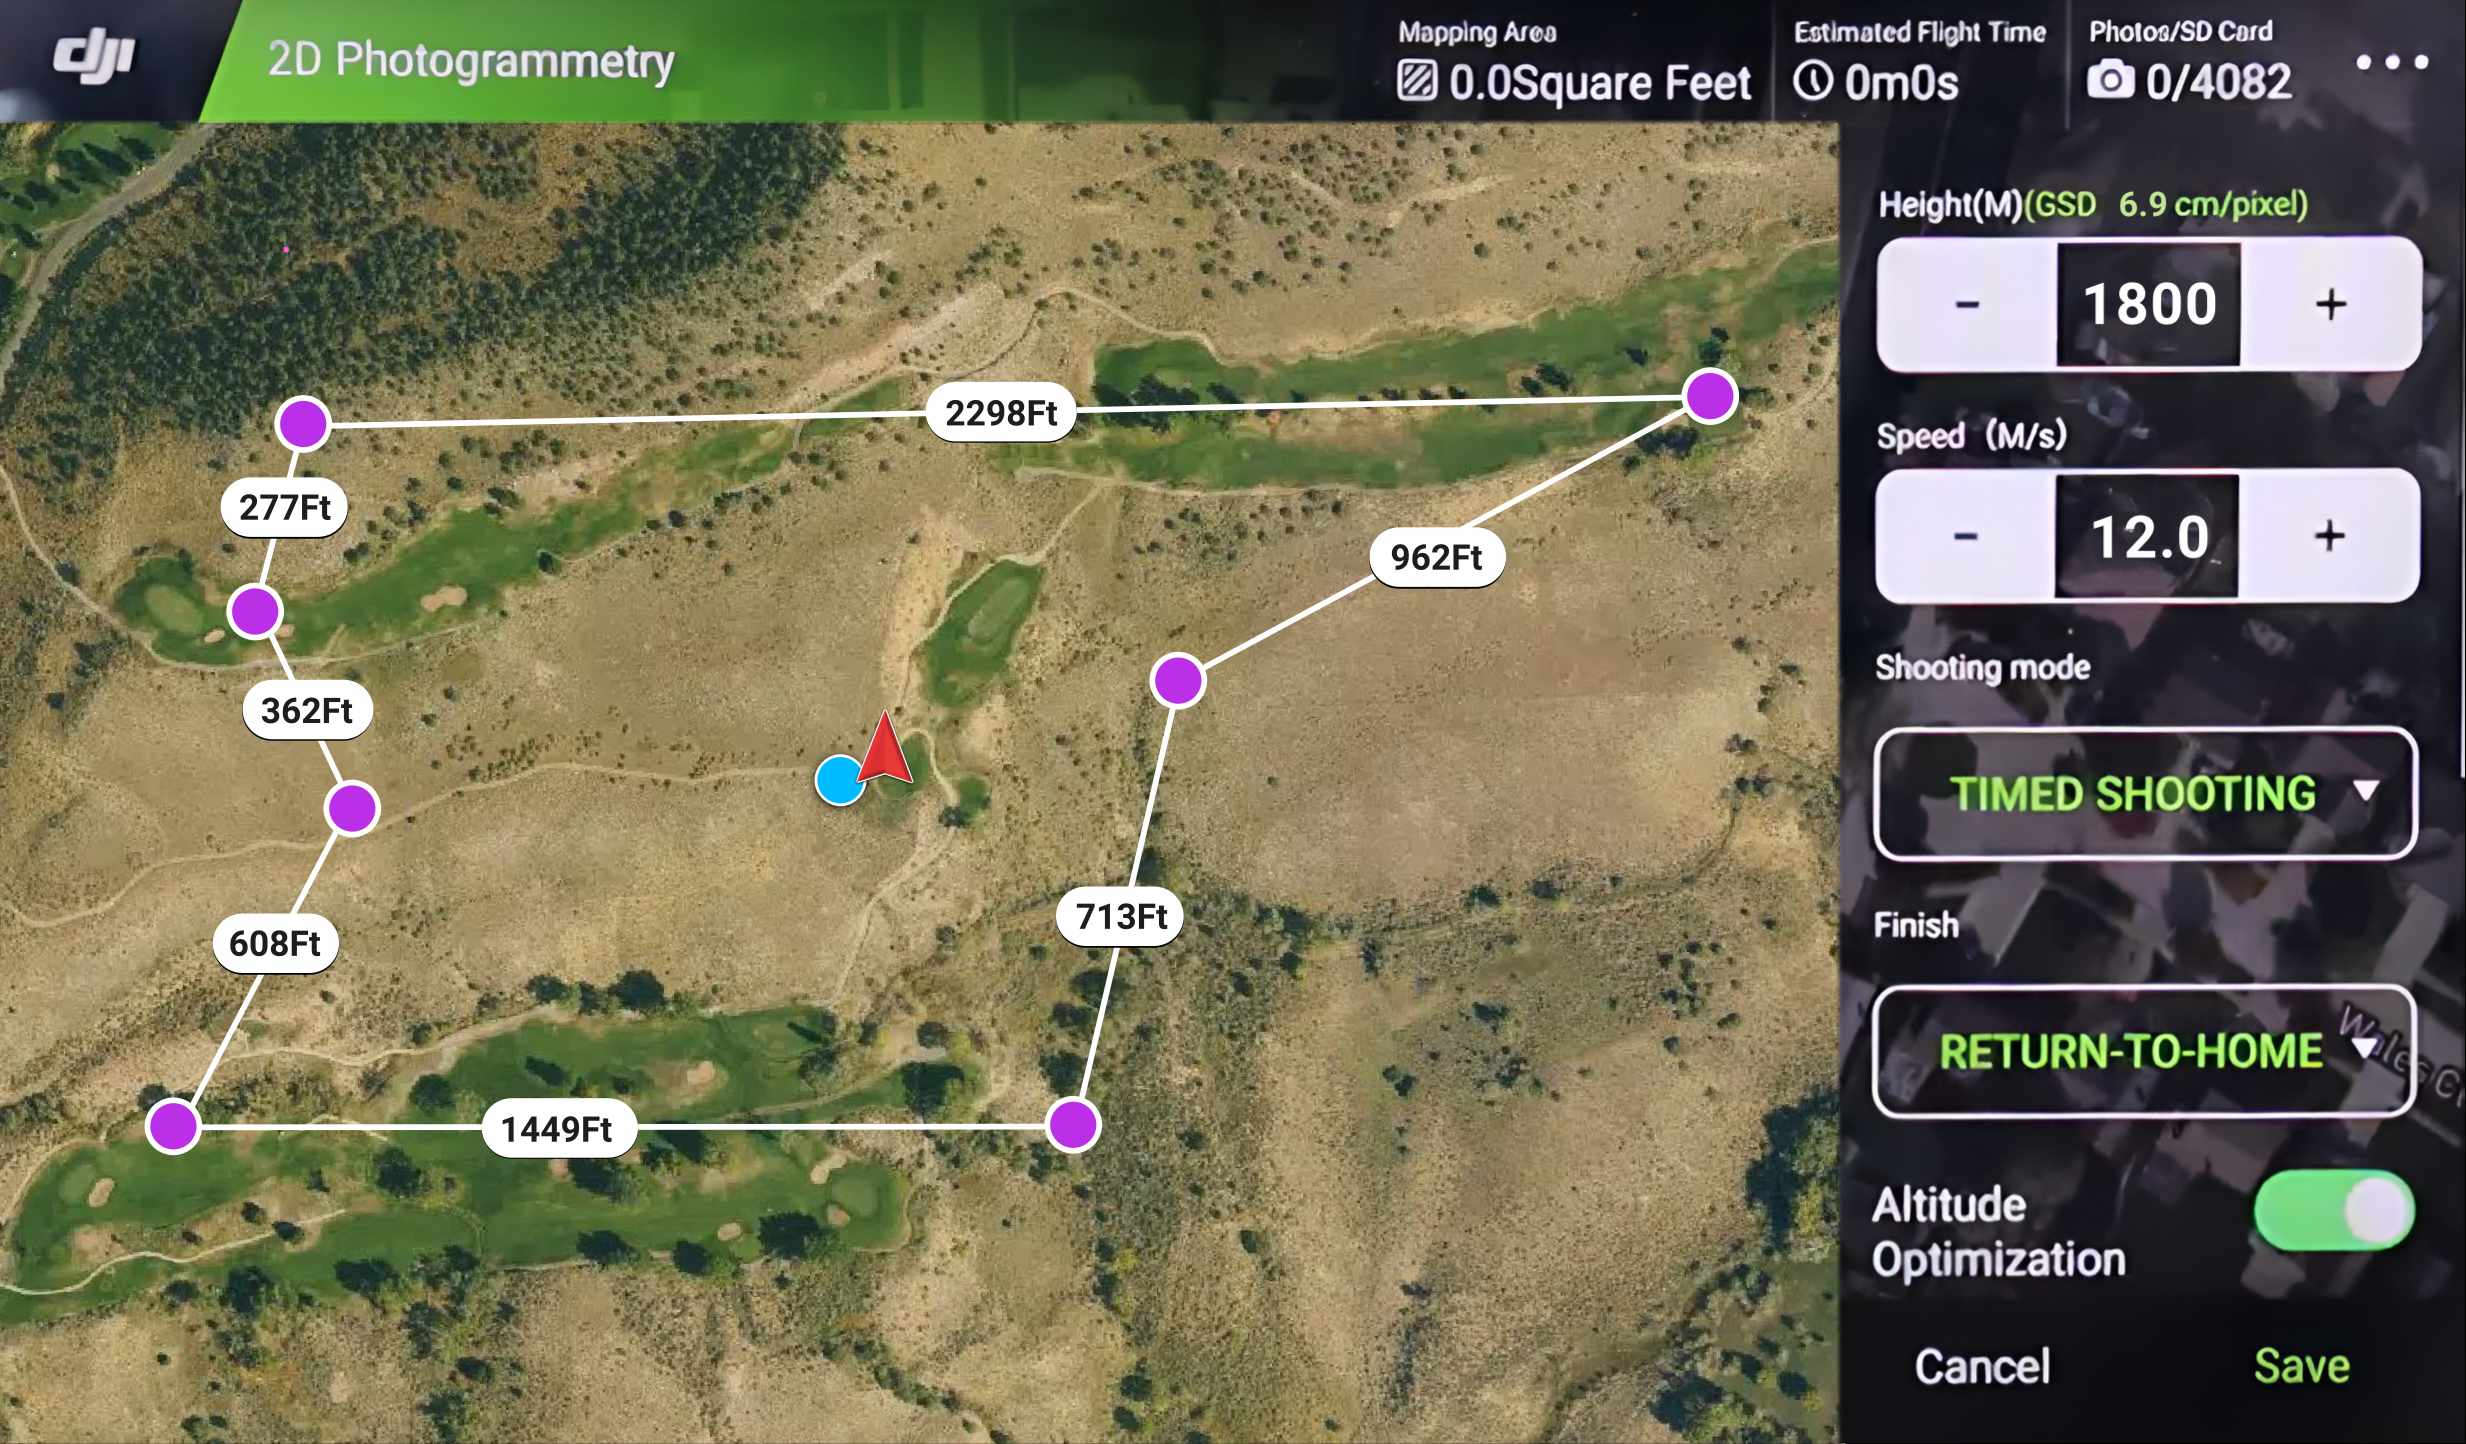 dji
2D Photogrammetry
Mapping Area
0.0Square Feet
Estimated Flight Time
0m0s
Photos/SD Card
0/4082
Height(M)(GSD 6.9 cm/pixel)
- 1800 +
Speed (M/s)
- 12.0 +
Shooting mode
TIMED SHOOTING
Finish
RETURN-TO-HOME
Altitude
Optimization
Cancel
Save
2298Ft
277Ft
962Ft
362Ft
713Ft
608Ft
1449Ft